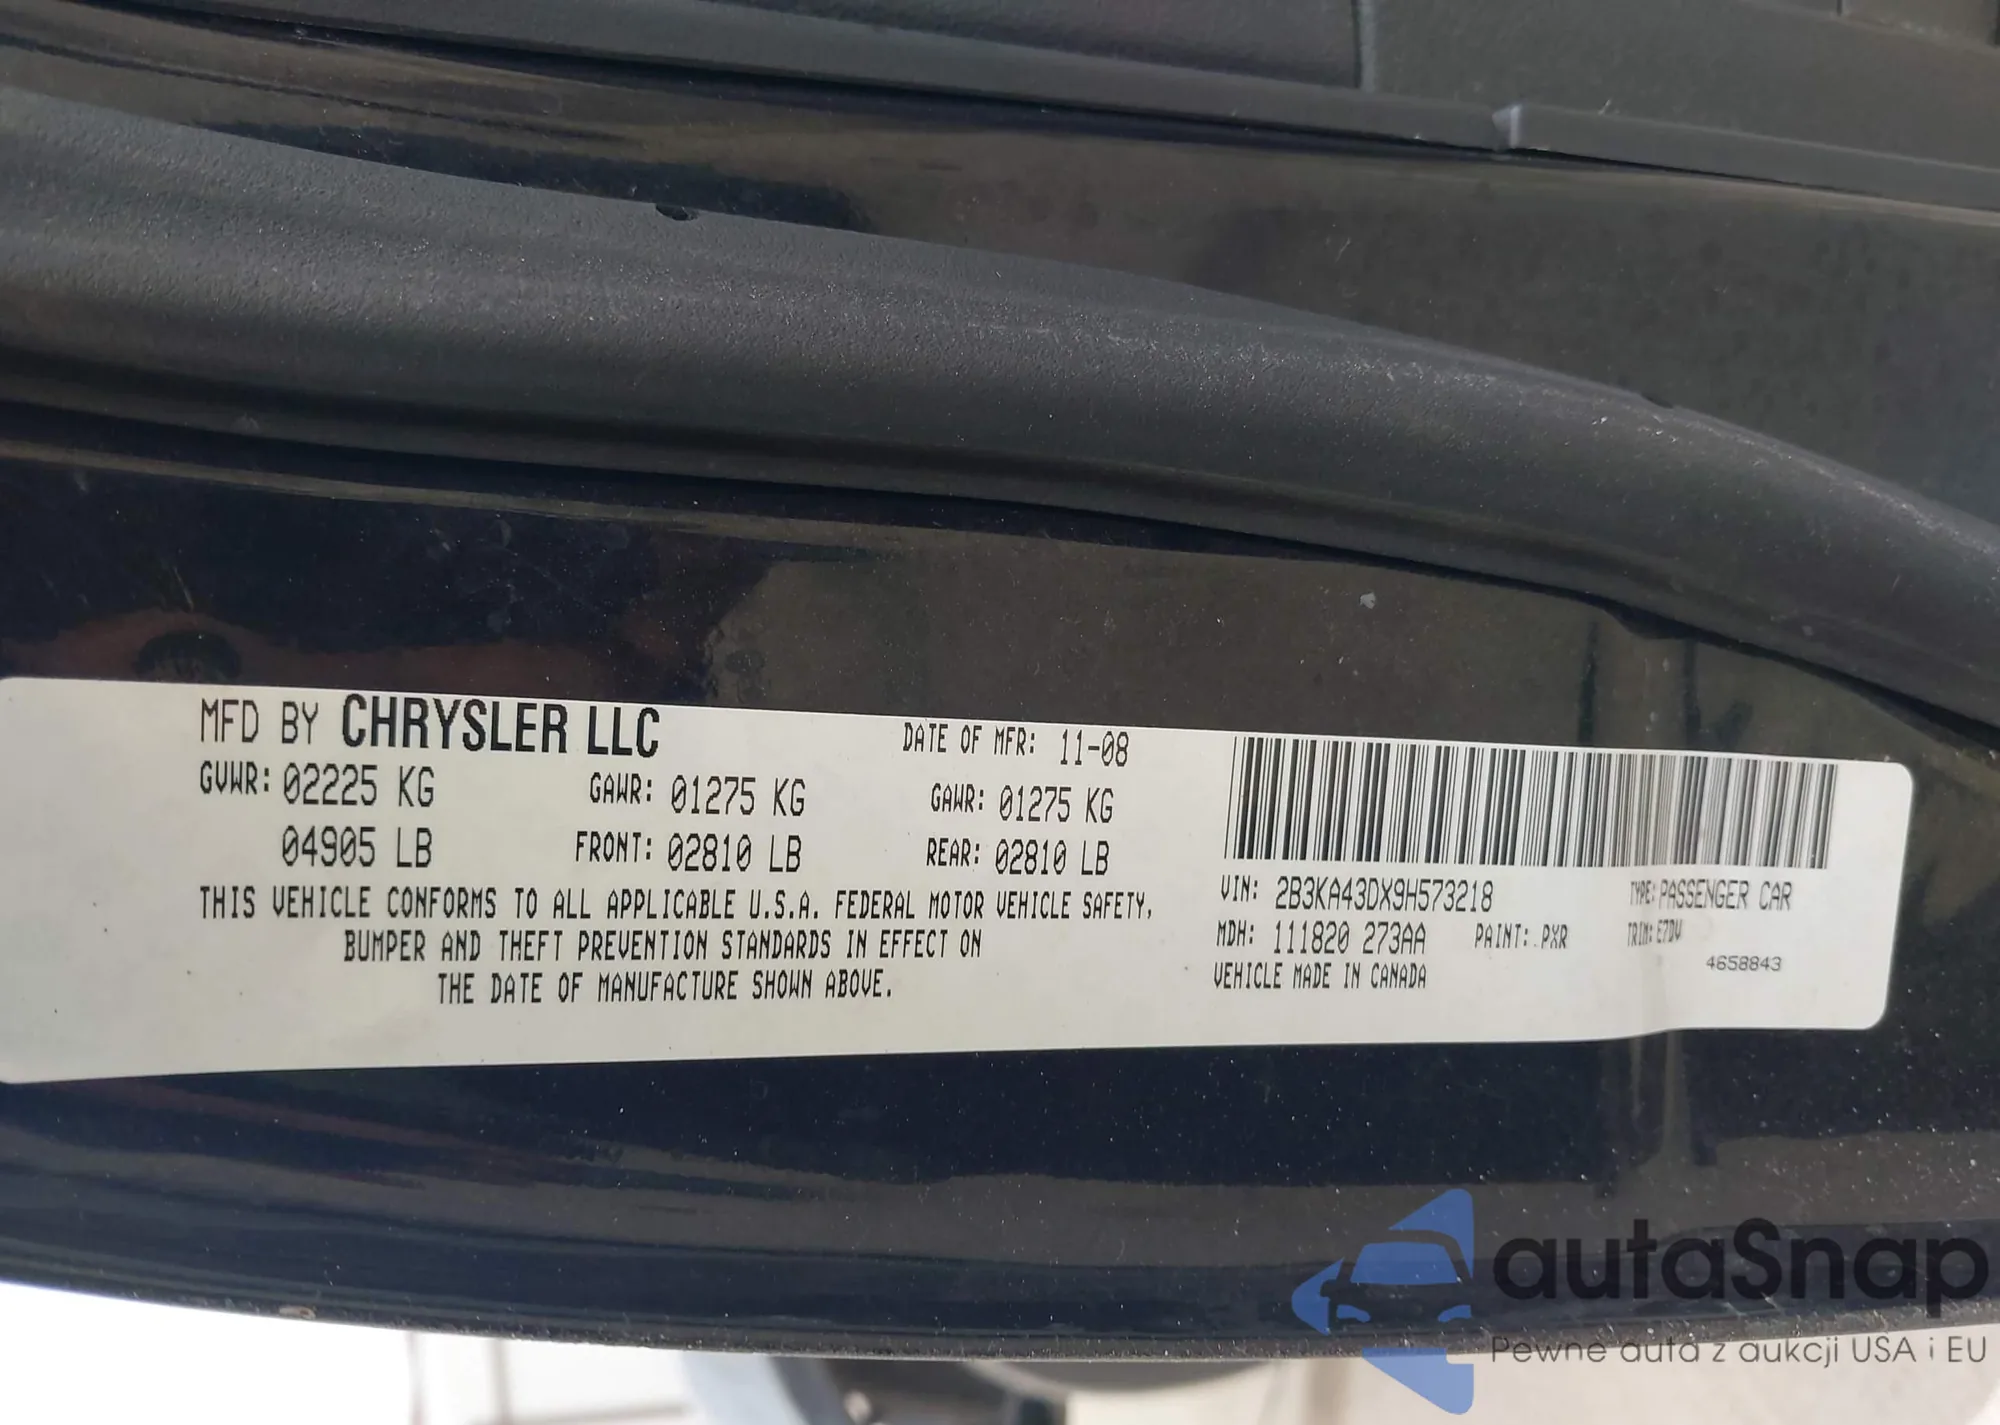 MFD BY CHRYSLER LLC
DATE OF MFR: 11-08
GVWR: 02225 KG
GAWR: 01275 KG
GAWR: 01275 KG
04905 LB
FRONT: 02810 LB
REAR: 02810 LB
THIS VEHICLE CONFORMS TO ALL APPLICABLE U.S.A. FEDERAL MOTOR VEHICLE SAFETY,
BUMPER AND THEFT PREVENTION STANDARDS IN EFFECT ON
THE DATE OF MANUFACTURE SHOWN ABOVE.
VIN: 2B3KA43DX9H573218
TYPE: PASSENGER CAR
MDH: 111820 273AA
PAINT: PXR
TRIM: E7DV
VEHICLE MADE IN CANADA
4658843
autaSnap
Pewne auta z aukcji USA i EU